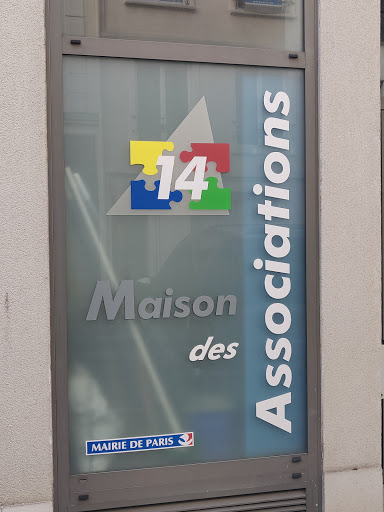 14
Maison
des
Associations
MAIRIE DE PARIS